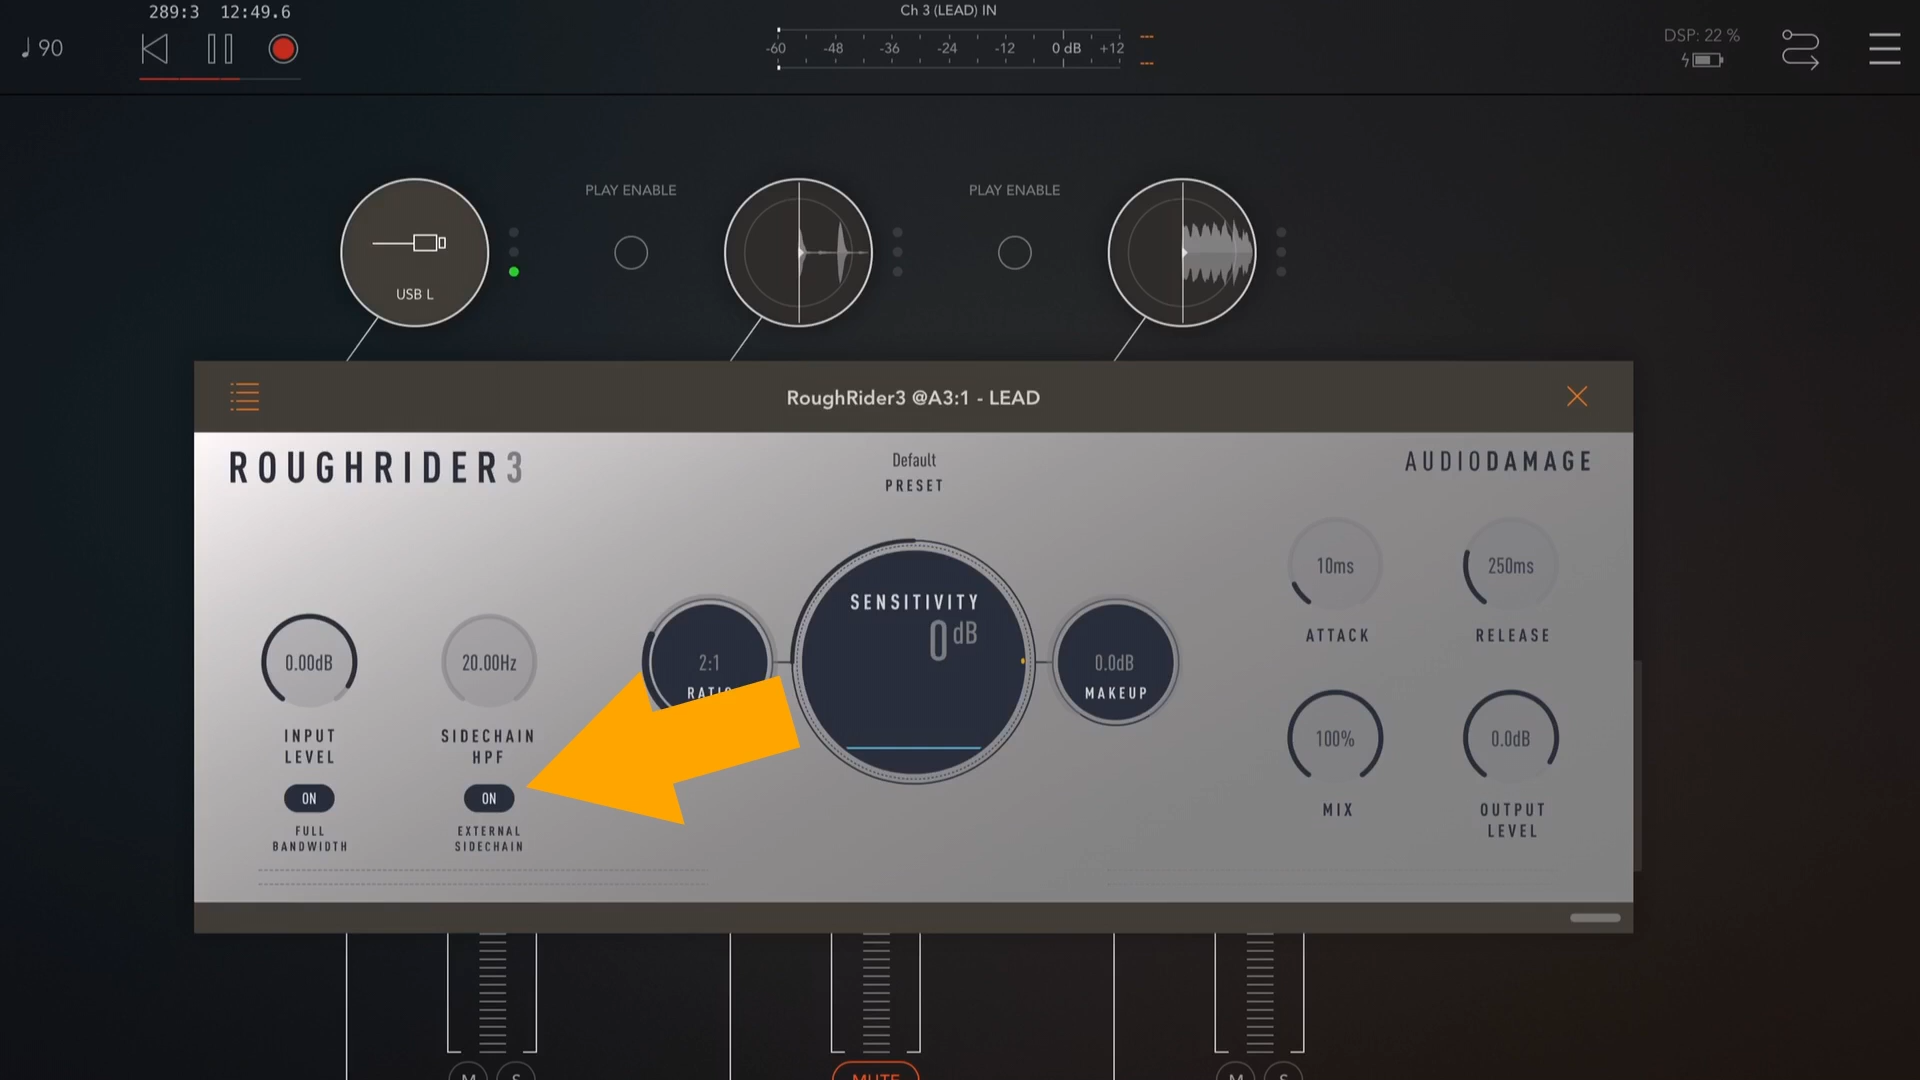 289:3 12:49.6
Ch 3 (LEAD) IN
90
-60 -48 -36 -24 -12 0 dB +12
DSP: 22 %
PLAY ENABLE
PLAY ENABLE
USB L
RoughRider3 @A3:1 - LEAD
ROUGHRIDER3
Default
PRESET
AUDIODAMAGE
10ms
ATTACK
250ms
RELEASE
SENSITIVITY
0 dB
0.00dB
INPUT
LEVEL
20.00Hz
SIDECHAIN
HPF
2:1
RATIO
0.0dB
MAKEUP
100%
MIX
0.0dB
OUTPUT
LEVEL
ON
FULL
BANDWIDTH
ON
EXTERNAL
SIDECHAIN
M S
MUTE
M S